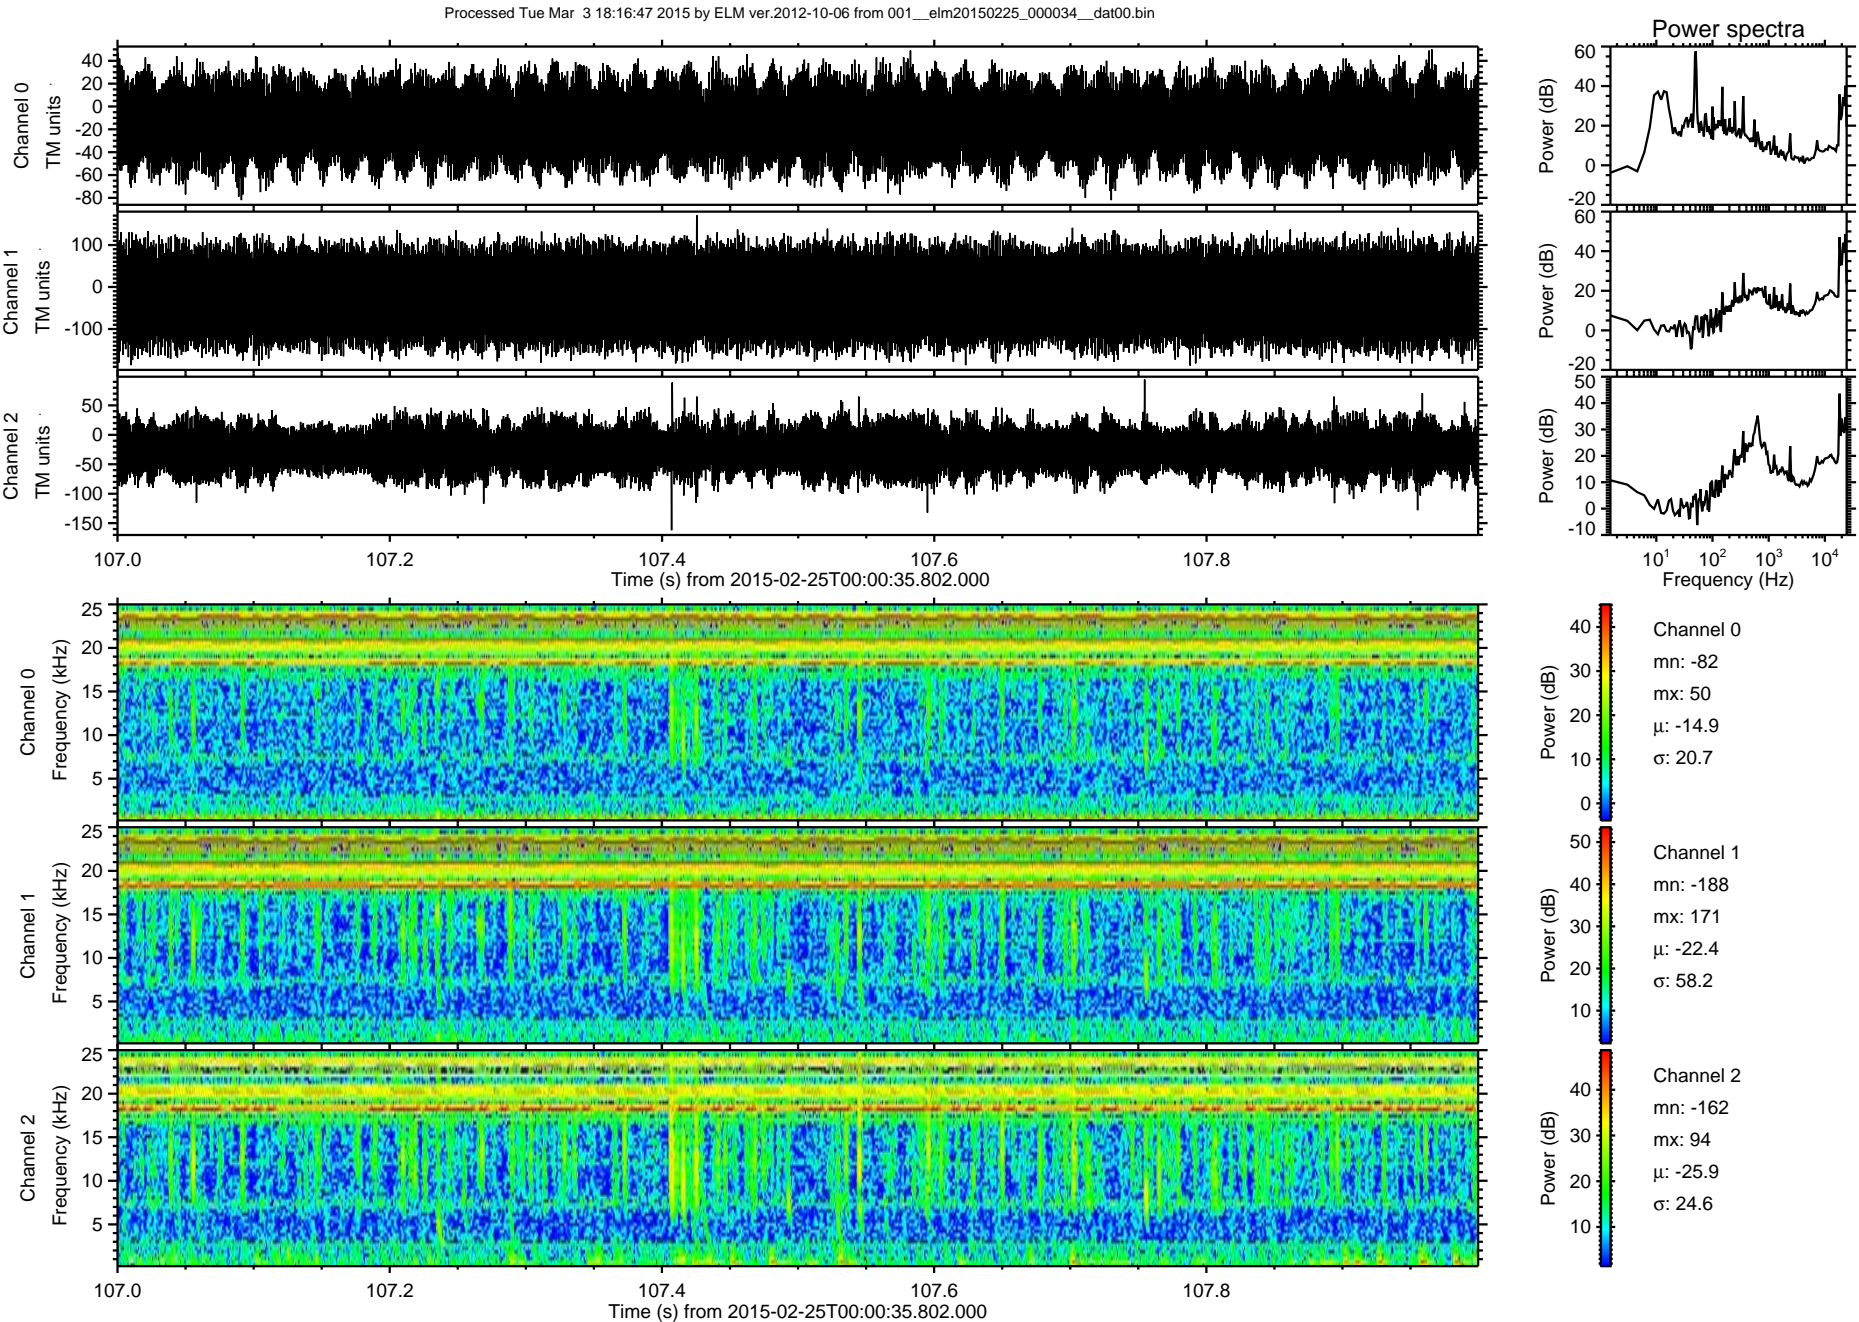 Processed Tue Mar  3 18:16:47 2015 by ELM ver.2012-10-06 from 001__elm20150225_000034__dat00.bin
Power spectra
Channel 0
TM units
40
20
0
-20
-40
-60
-80
Power (dB)
60
40
20
0
-20
Channel 1
TM units
100
0
-100
Power (dB)
60
40
20
0
-20
Channel 2
TM units
50
0
-50
-100
-150
Power (dB)
50
40
30
20
10
0
-10
107.0 107.2 107.4 107.6 107.8
Time (s) from 2015-02-25T00:00:35.802.000
10^1 10^2 10^3 10^4
Frequency (Hz)
Channel 0
Frequency (kHz)
25
20
15
10
5
Power (dB)
40
30
20
10
0
Channel 0
mn: -82
mx: 50
μ: -14.9
σ: 20.7
Channel 1
Frequency (kHz)
25
20
15
10
5
Power (dB)
50
40
30
20
10
Channel 1
mn: -188
mx: 171
μ: -22.4
σ: 58.2
Channel 2
Frequency (kHz)
25
20
15
10
5
Power (dB)
40
30
20
10
Channel 2
mn: -162
mx: 94
μ: -25.9
σ: 24.6
107.0 107.2 107.4 107.6 107.8
Time (s) from 2015-02-25T00:00:35.802.000